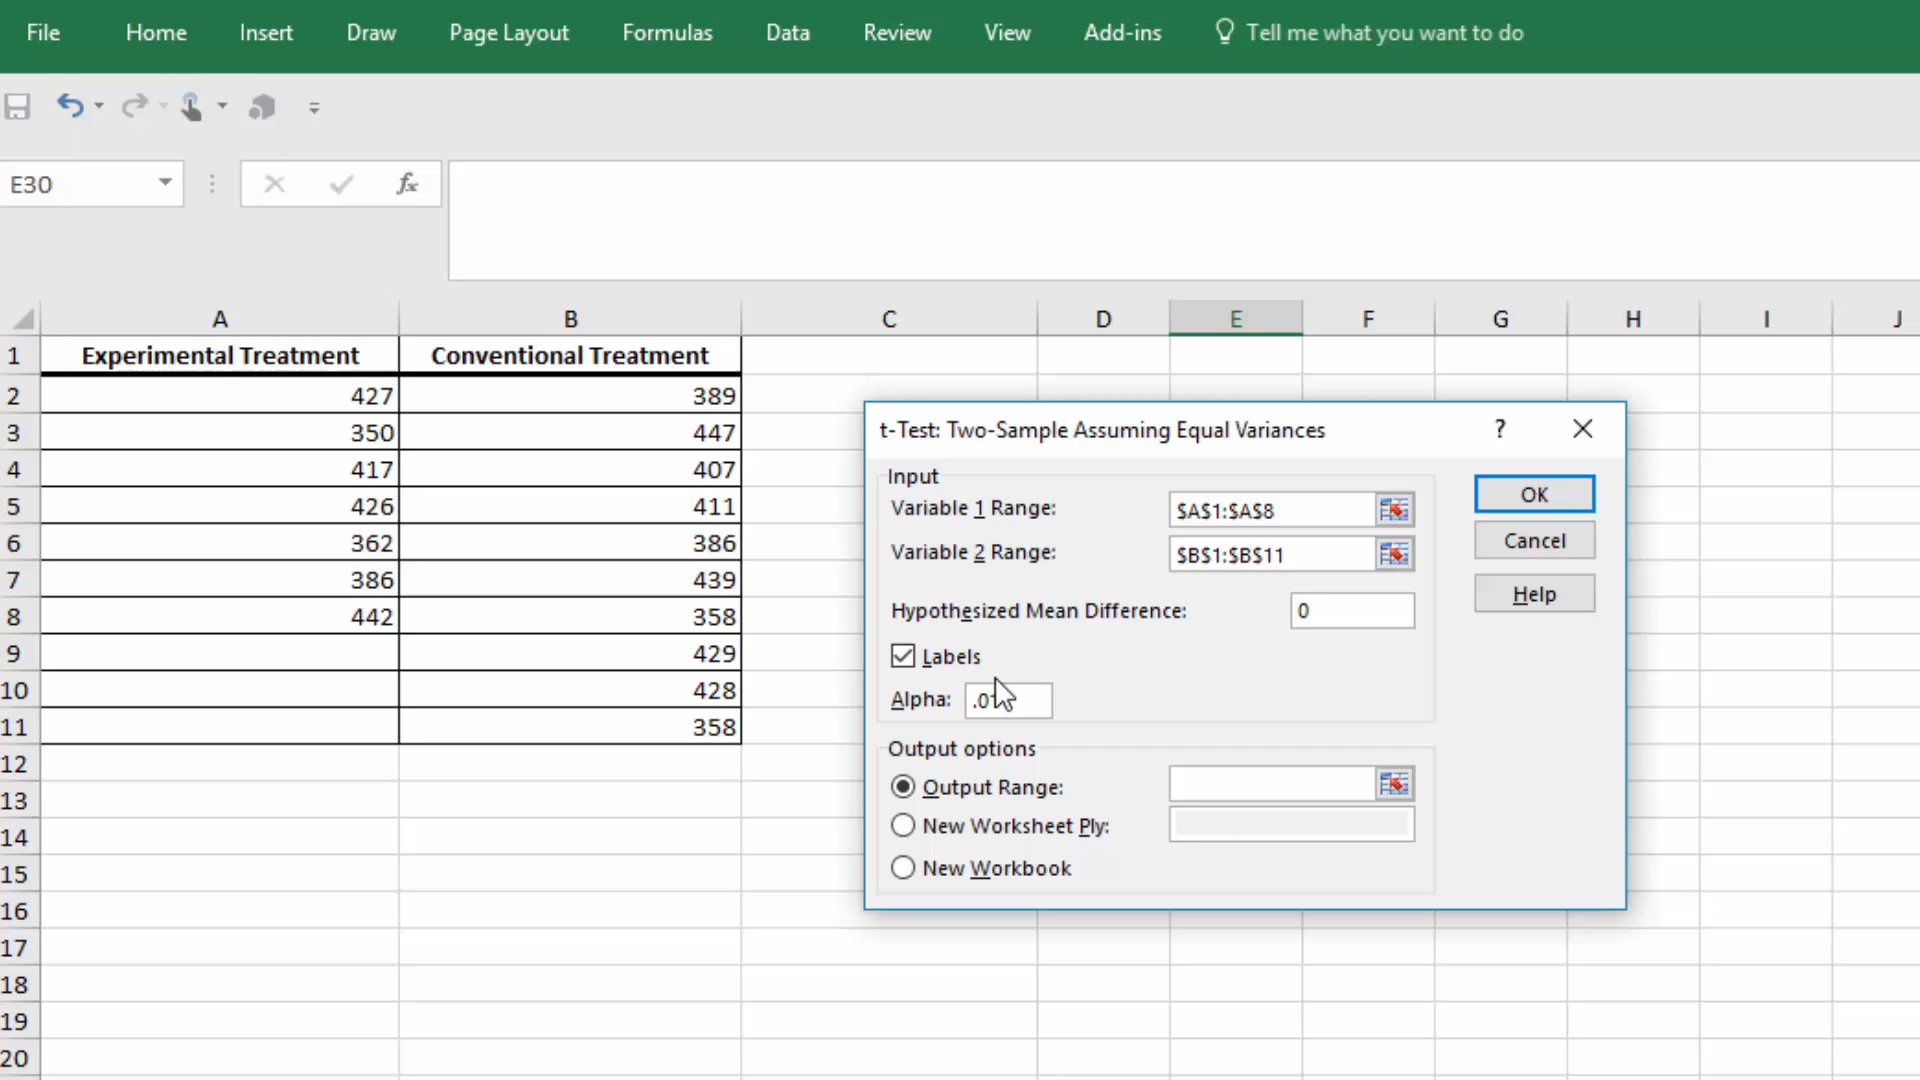 File Home Insert Draw Page Layout Formulas Data Review View Add-ins Tell me what you want to do
E30 fx
A B C D E F G H I J
1 Experimental Treatment Conventional Treatment
2 427 389
3 350 447
4 417 407
5 426 411
6 362 386
7 386 439
8 442 358
9 429
10 428
11 358
12
13
14
15
16
17
18
19
20
t-Test: Two-Sample Assuming Equal Variances ?
Input
Variable 1 Range: $A$1:$A$8
Variable 2 Range: $B$1:$B$11
Hypothesized Mean Difference: 0
Labels
Alpha:
Output options
Output Range:
New Worksheet Ply:
New Workbook
OK
Cancel
Help